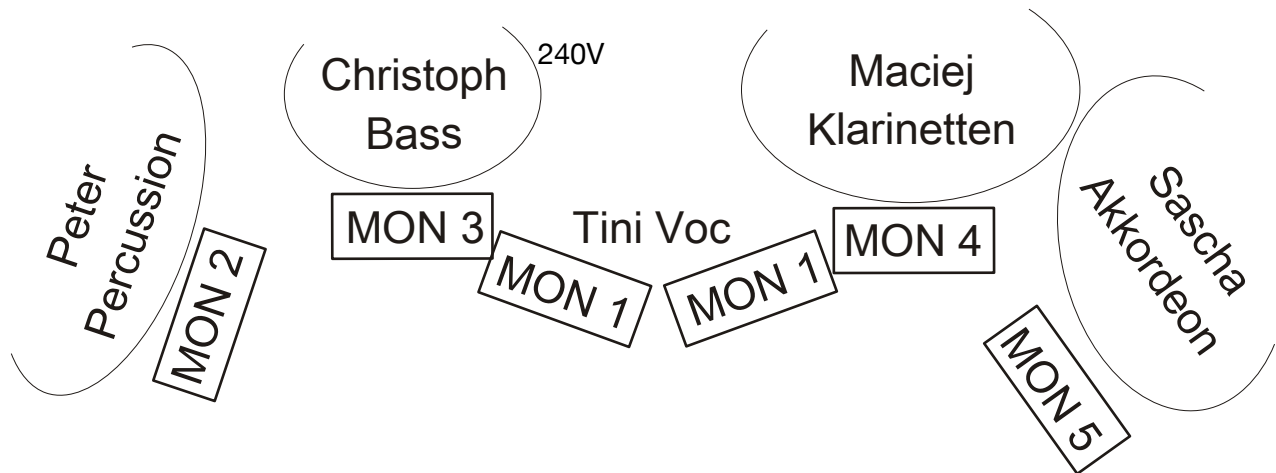 Peter
Percussion
MON 2
Christoph
Bass
240V
MON 3
MON 1
Tini Voc
MON 1
Maciej
Klarinetten
MON 4
Sascha
Akkordeon
MON 5